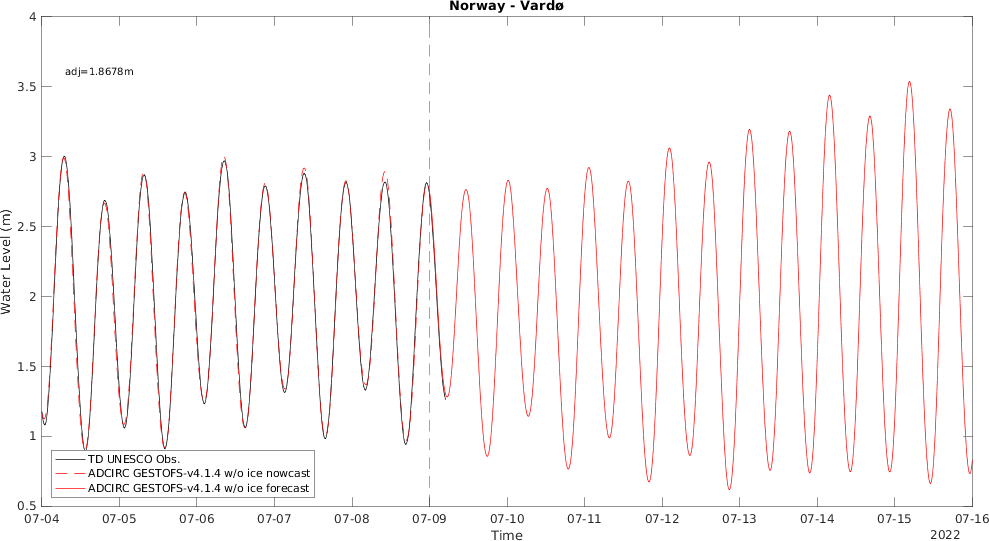 Norway - Vardø
4
adj=1.8678m
3.5
3
2.5
Water Level (m)
2
1.5
1
TD UNESCO Obs.
ADCIRC GESTOFS-v4.1.4 w/o ice nowcast
ADCIRC GESTOFS-v4.1.4 w/o ice forecast
0.5
07-04 07-05 07-06 07-07 07-08 07-09 07-10 07-11 07-12 07-13 07-14 07-15 07-16
Time
2022